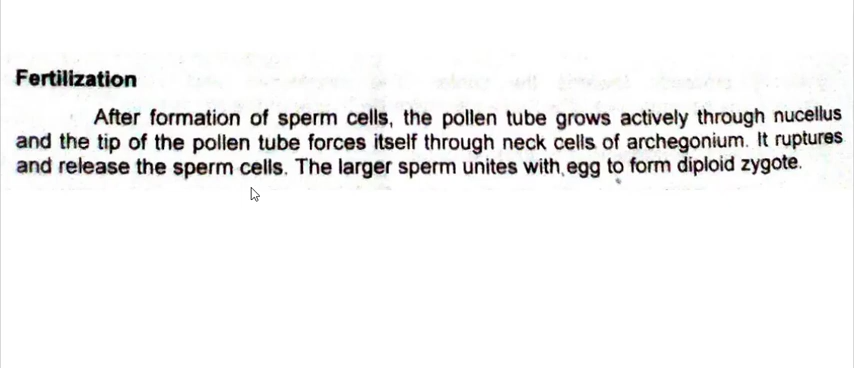 Fertilization
After formation of sperm cells, the pollen tube grows actively through nucellus
and the tip of the pollen tube forces itself through neck cells of archegonium. It ruptures
and release the sperm cells. The larger sperm unites with egg to form diploid zygote.